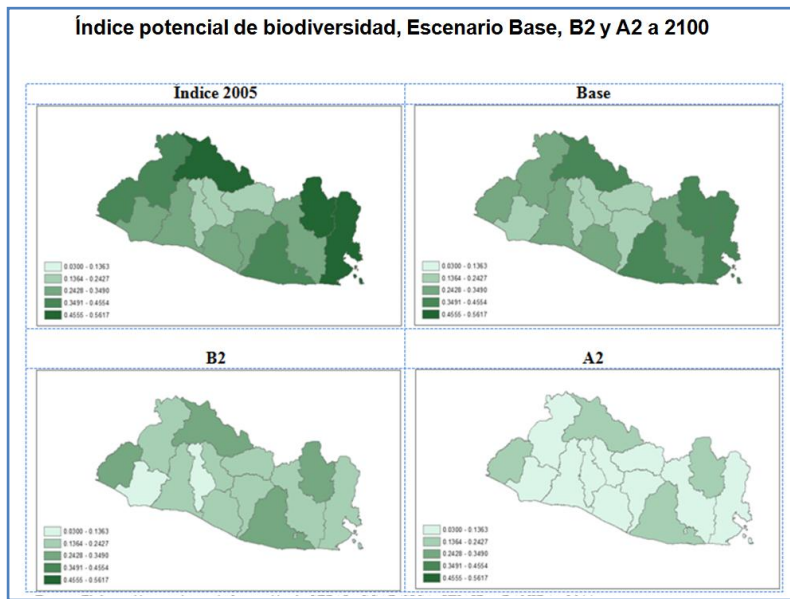 Índice potencial de biodiversidad, Escenario Base, B2 y A2 a 2100
Índice 2005
Base
0.0300 - 0.1363
0.1364 - 0.2427
0.2428 - 0.3490
0.3491 - 0.4554
0.4555 - 0.5617
0.0300 - 0.1363
0.1364 - 0.2427
0.2428 - 0.3490
0.3491 - 0.4554
0.4555 - 0.5617
B2
A2
0.0300 - 0.1363
0.1364 - 0.2427
0.2428 - 0.3490
0.3491 - 0.4554
0.4555 - 0.5617
0.0300 - 0.1363
0.1364 - 0.2427
0.2428 - 0.3490
0.3491 - 0.4554
0.4555 - 0.5617